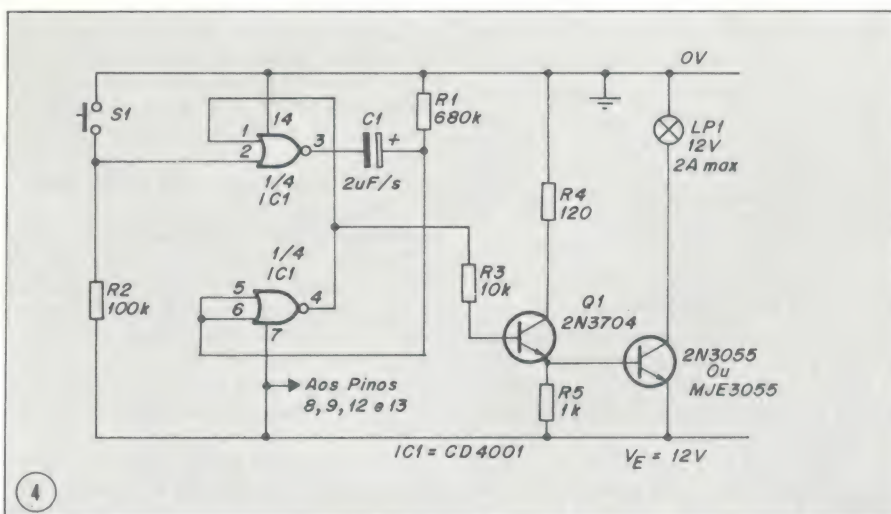 0V
S1
14
1
2
3
1/4
IC1
C1
+
2uF/s
R1
680k
R4
120
LP1
12V
2A max
R2
100k
1/4
IC1
5
6
4
7
R3
10k
Q1
2N3704
2N3055
Ou
MJE3055
R5
1k
Aos Pinos
8, 9, 12 e 13
IC1 = CD4001
VE = 12V
4